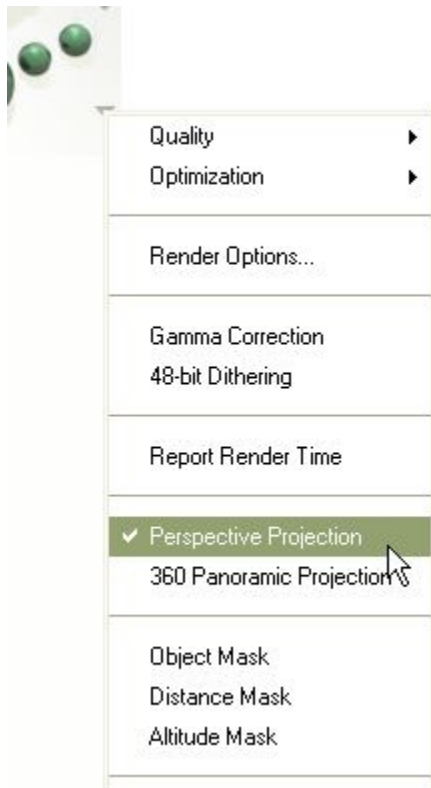 Quality
Optimization
Render Options...
Gamma Correction
48-bit Dithering
Report Render Time
Perspective Projection
360 Panoramic Projection
Object Mask
Distance Mask
Altitude Mask